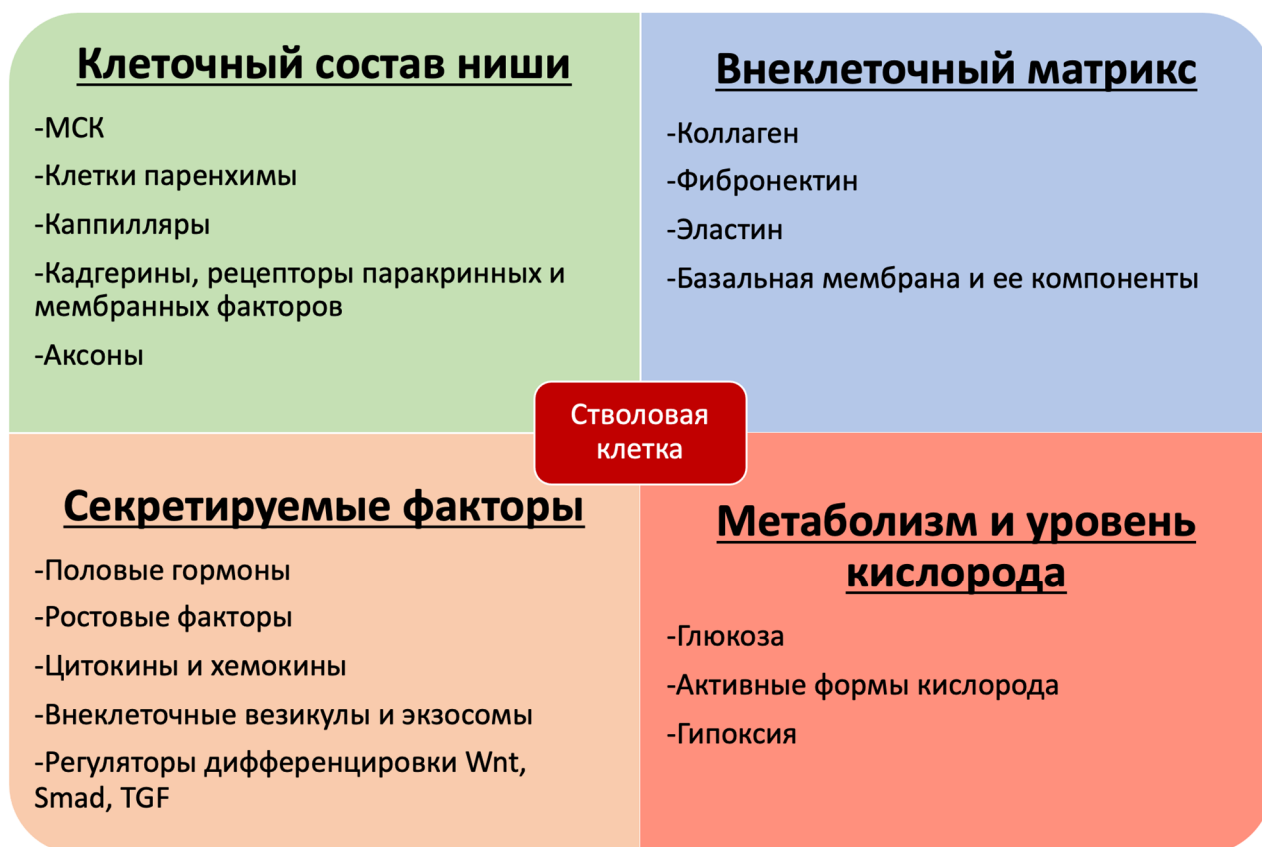 Клеточный состав ниши
-МСК
-Клетки паренхимы
-Каппилляры
-Кадгерины, рецепторы паракринных и
мембранных факторов
-Аксоны
Внеклеточный матрикс
-Коллаген
-Фибронектин
-Эластин
-Базальная мембрана и ее компоненты
Стволовая
клетка
Секретируемые факторы
-Половые гормоны
-Ростовые факторы
-Цитокины и хемокины
-Внеклеточные везикулы и экзосомы
-Регуляторы дифференцировки Wnt,
Smad, TGF
Метаболизм и уровень
кислорода
-Глюкоза
-Активные формы кислорода
-Гипоксия